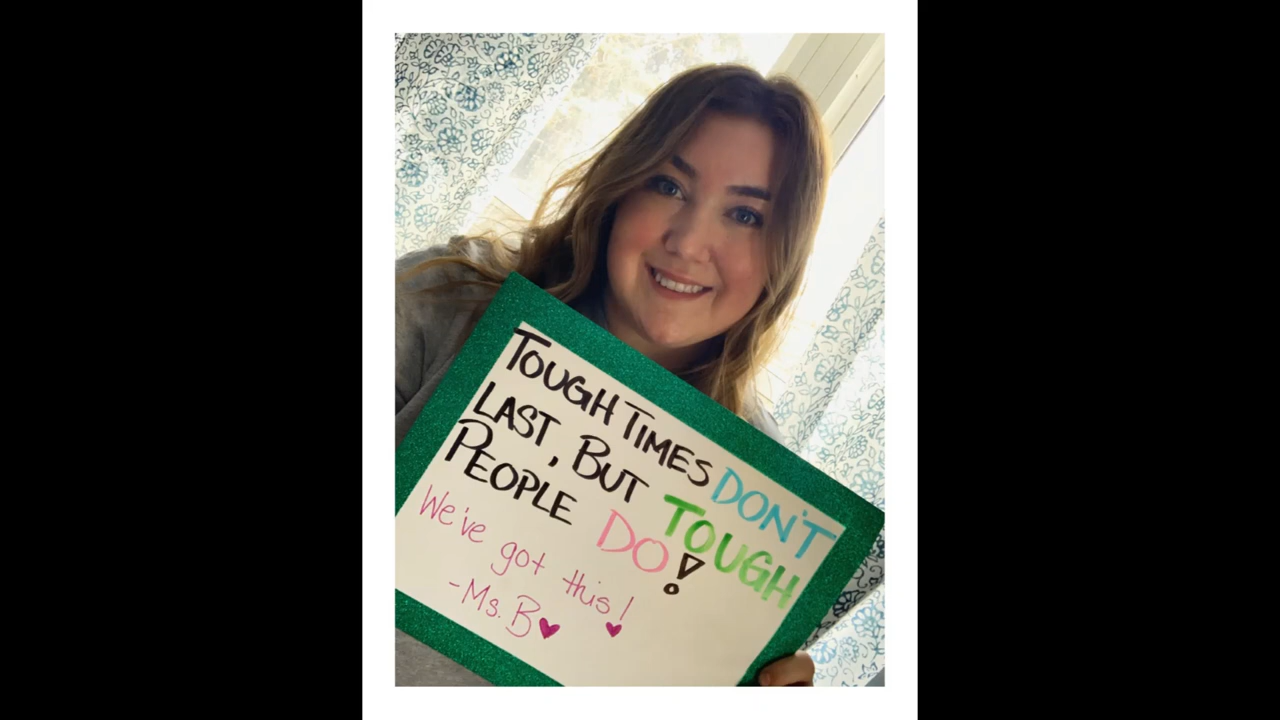 TOUGH TIMES DON'T
LAST, BUT TOUGH
PEOPLE DO!
We've got this!
-Ms. B